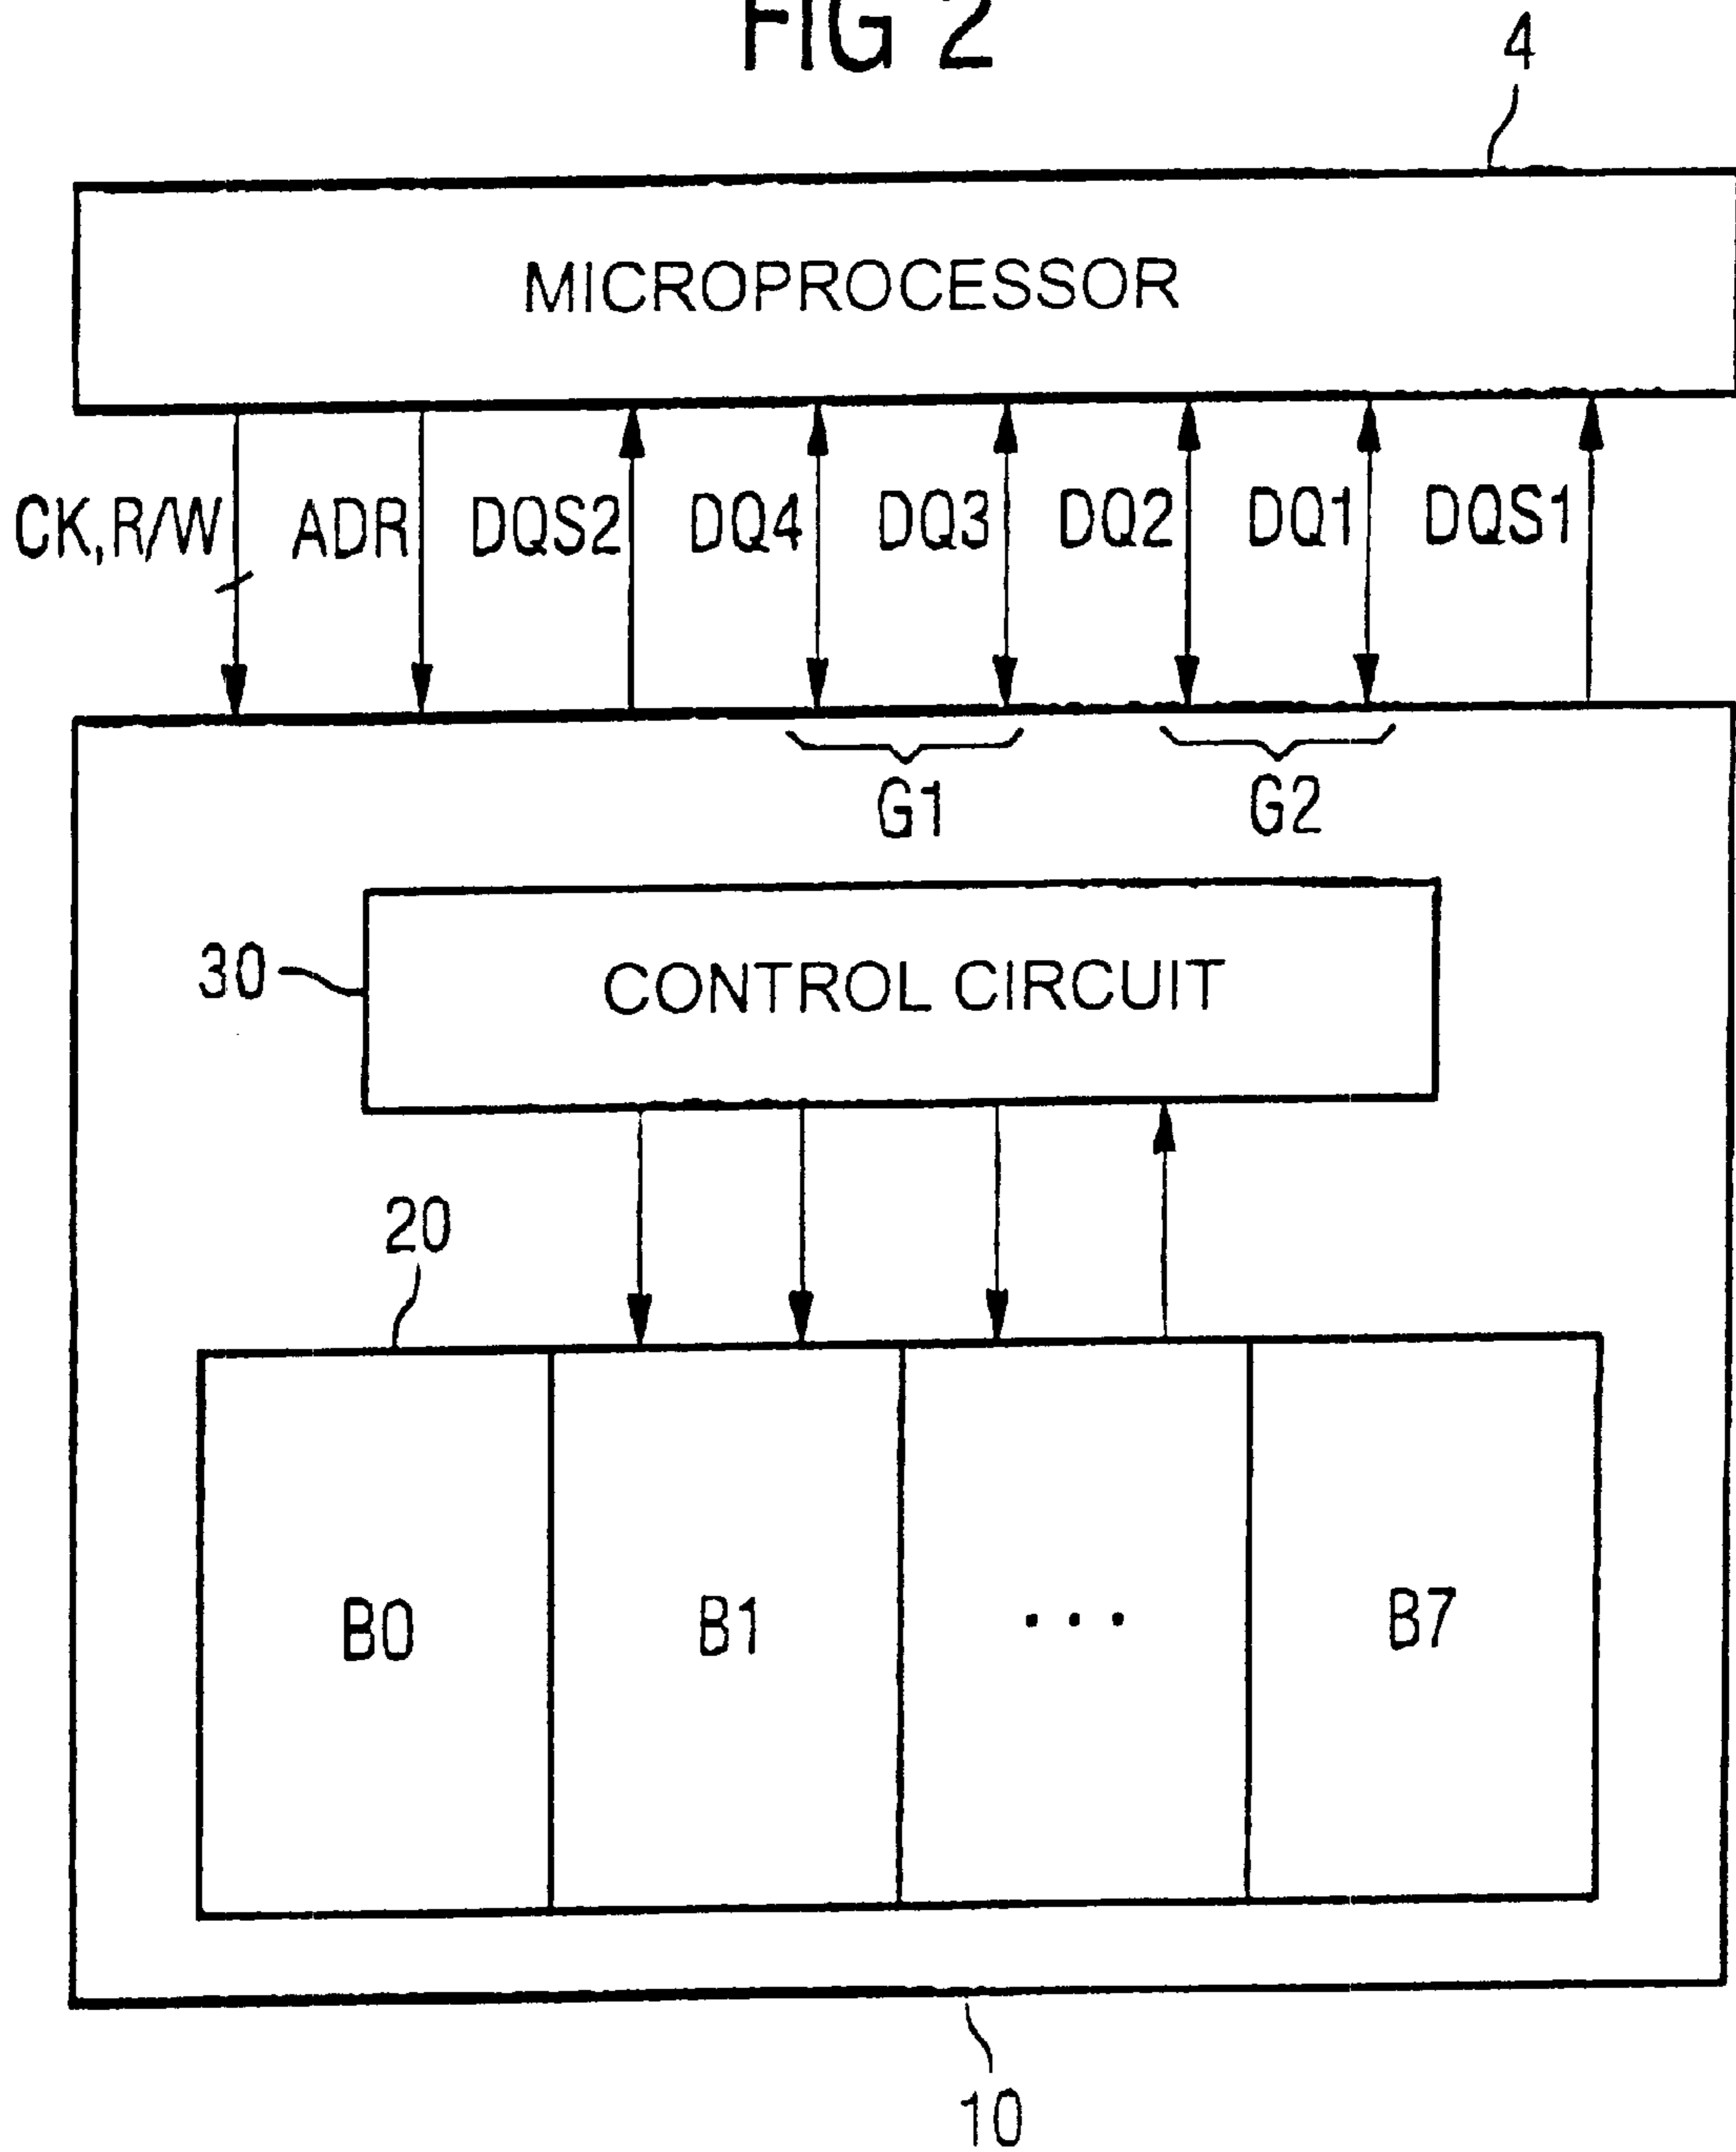 FIG 2
4
MICROPROCESSOR
CK,R/W ADR DQS2 DQ4 DQ3 DQ2 DQ1 DQS1
G1 G2
30 CONTROL CIRCUIT
20
B0 B1 ... B7
10